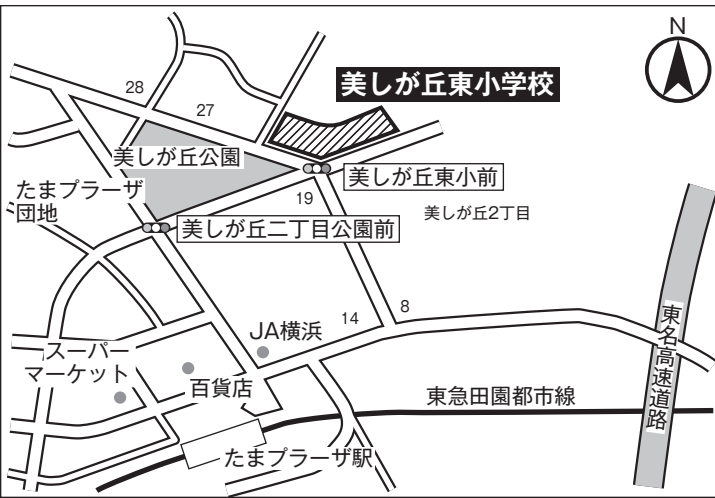 N
美しが丘東小学校
28
27
美しが丘公園
美しが丘東小前
たまプラーザ
団地
19
美しが丘2丁目
美しが丘二丁目公園前
8
14
JA横浜
東名高速道路
スーパー
マーケット
百貨店
東急田園都市線
たまプラーザ駅